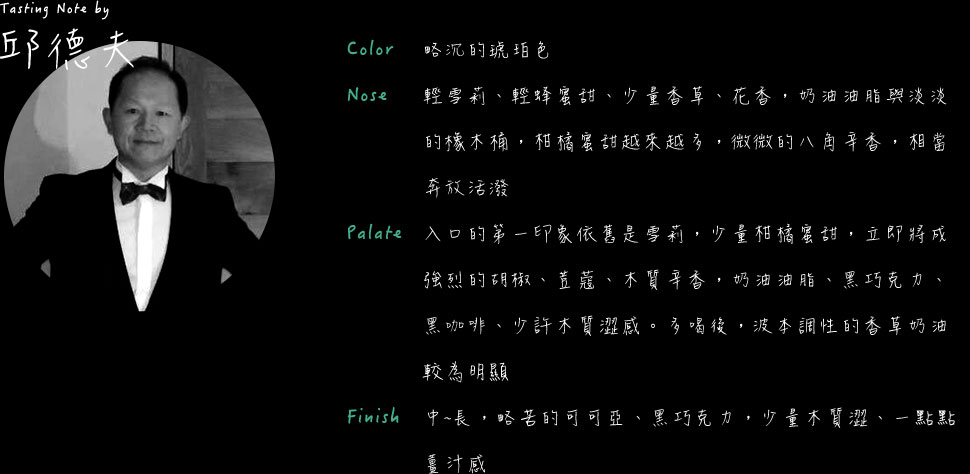 Tasting Note by
邱德夫
Color 略沉的琥珀色
Nose 輕雪莉、輕蜂蜜甜、少量香草、花香，奶油油脂與淡淡
的橡木桶，柑橘蜜甜越來越多，微微的八角辛香，相當
奔放活潑
Palate 入口的第一印象依舊是雪莉，少量柑橘蜜甜，立即轉成
強烈的胡椒、荳蔻、木質辛香，奶油油脂、黑巧克力、
黑咖啡、少許木質澀感。多喝後，波本調性的香草奶油
較為明顯
Finish 中~長，略苦的可可亞、黑巧克力，少量木質澀、一點點
薑汁感